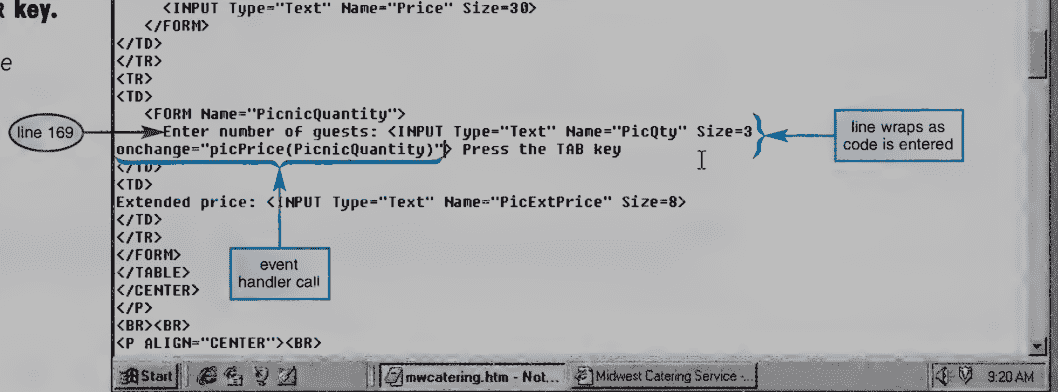 R key.
e
<INPUT Type="Text" Name="Price" Size=30>
</FORM>
</TD>
</TR>
<TR>
<TD>
<FORM Name="PicnicQuantity">
line 169
Enter number of guests: <INPUT Type="Text" Name="PicQty" Size=3
onchange="picPrice(PicnicQuantity)"> Press the TAB key
line wraps as
code is entered
</TD>
<TD>
Extended price: <INPUT Type="Text" Name="PicExtPrice" Size=8>
</TD>
</TR>
</FORM>
</TABLE>
</CENTER>
</P>
<BR><BR>
<P ALIGN="CENTER"><BR>
event
handler call
Start
mwcatering.htm - Not...
Midwest Catering Service -...
9:20 AM